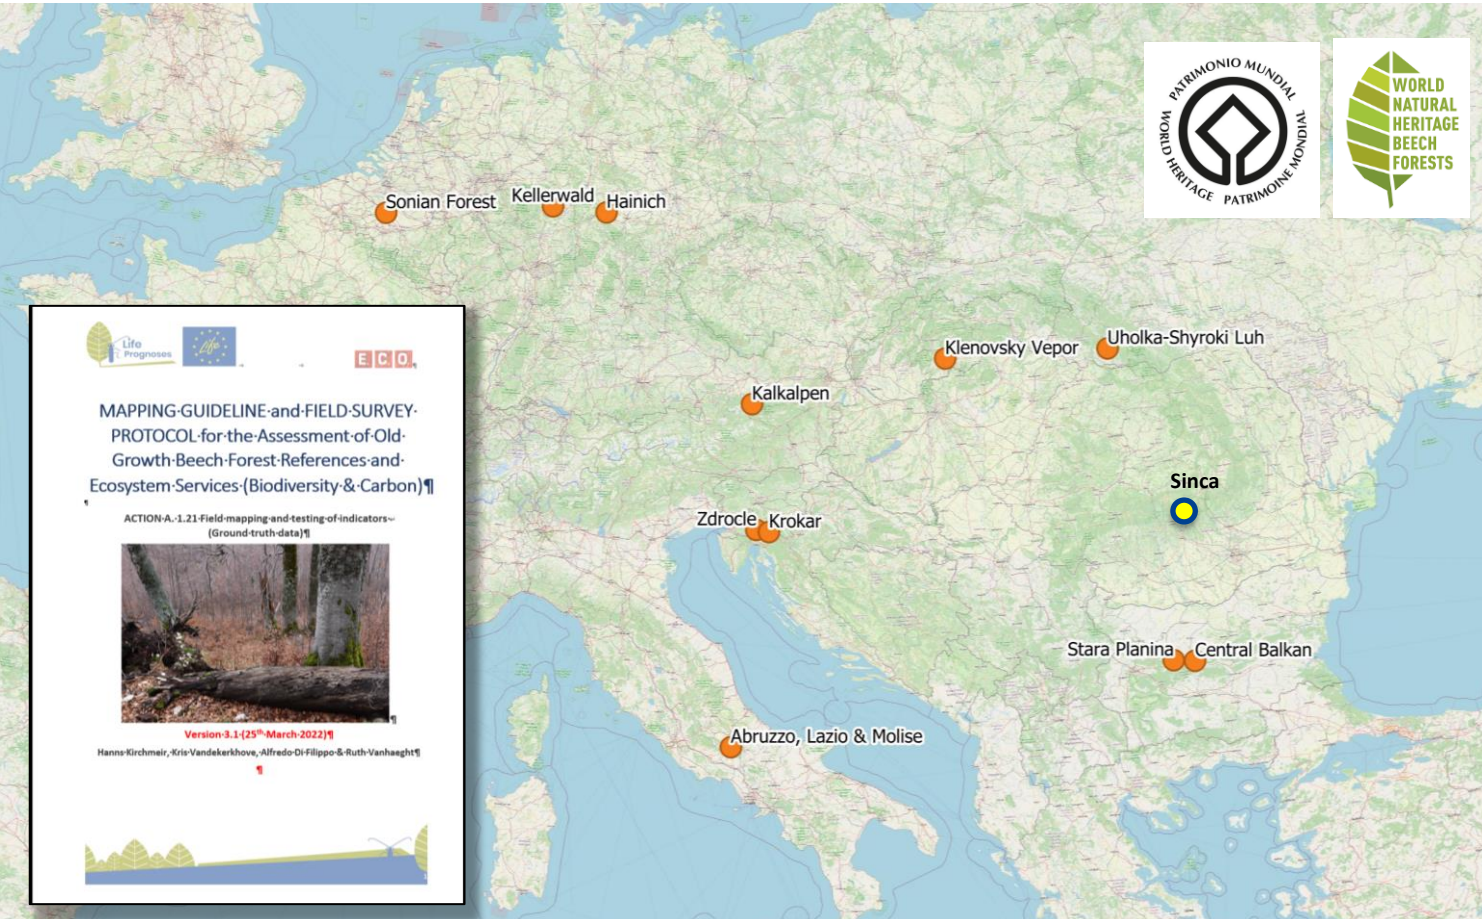 PATRIMONIO MUNDIAL
WORLD HERITAGE
PATRIMOINE MONDIAL
WORLD
NATURAL
HERITAGE
BEECH
FORESTS
Sonian Forest
Kellerwald
Hainich
Klenovsky Vepor
Uholka-Shyroki Luh
Kalkalpen
Sinca
Zdrocle
Krokar
Stara Planina
Central Balkan
Abruzzo, Lazio & Molise
Life
Prognoses
Life
ECO
MAPPING·GUIDELINE·and·FIELD·SURVEY·
PROTOCOL·for·the·Assessment·of·Old·
Growth·Beech·Forest·References·and·
Ecosystem·Services·(Biodiversity·&·Carbon)¶
¶
ACTION·A.·1.21·Field·mapping·and·testing·of·indicators·–
(Ground·truth·data)¶
¶
Version·3.1·(25th·March·2022)¶
Hanns·Kirchmeir,·Kris·Vandekerkhove,·Alfredo·Di·Filippo·&·Ruth·Vanhaeght¶
¶